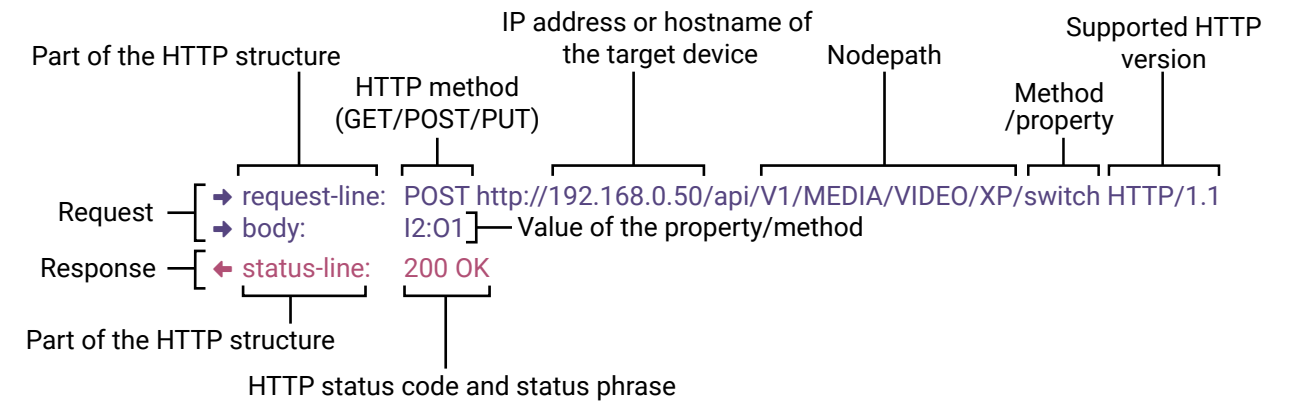 IP address or hostname of
the target device
Supported HTTP
version
Part of the HTTP structure
Nodepath
HTTP method
(GET/POST/PUT)
Method
/property
Request
➜ request-line: POST http://192.168.0.50/api/V1/MEDIA/VIDEO/XP/switch HTTP/1.1
➜ body: I2:O1 Value of the property/method
Response
🡸 status-line: 200 OK
Part of the HTTP structure
HTTP status code and status phrase